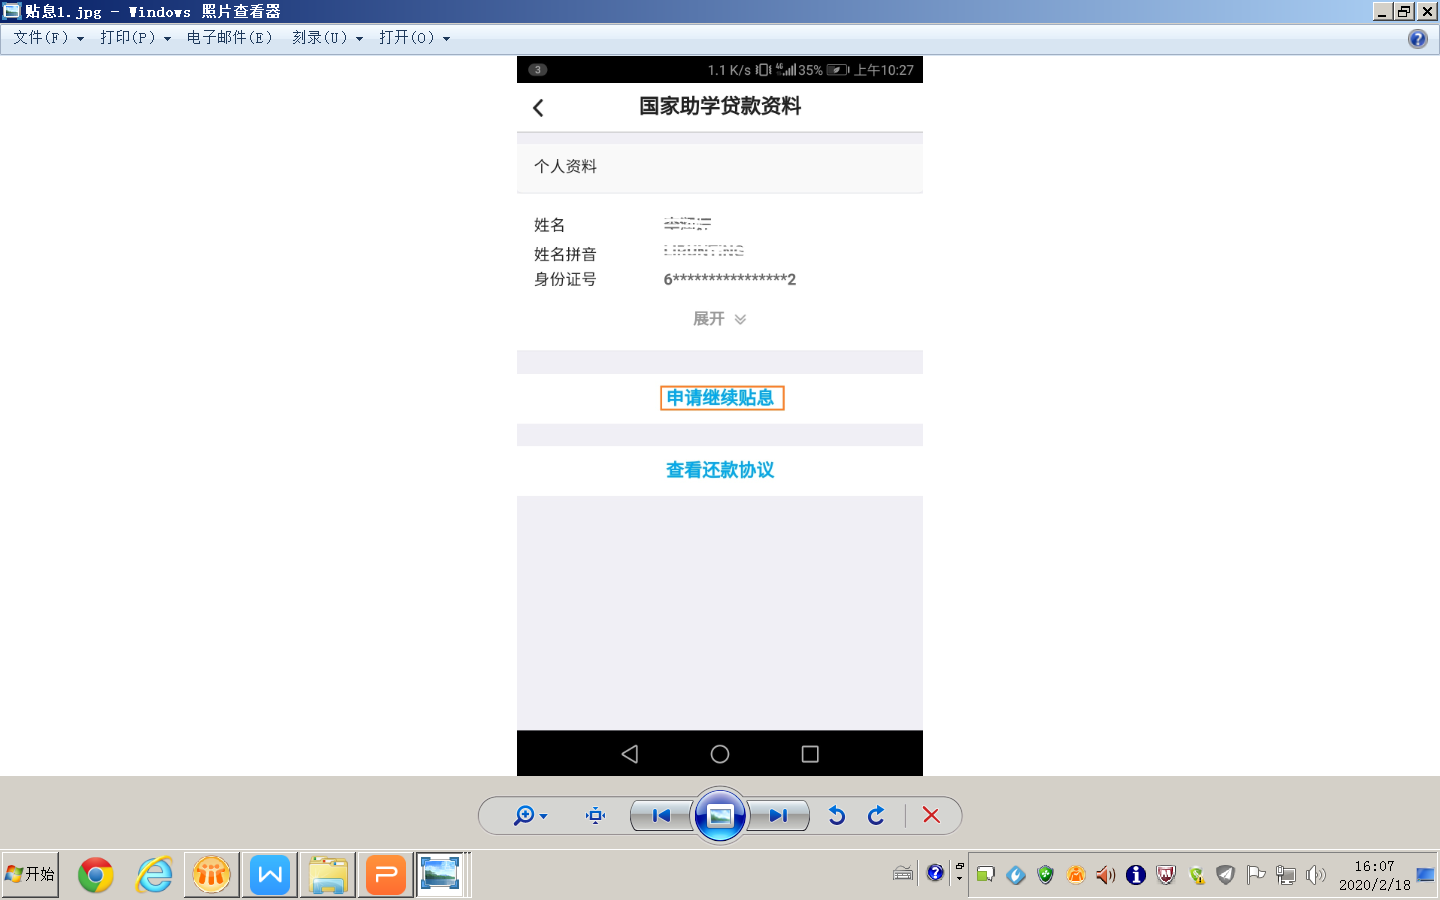 贴息1.jpg - Windows 照片查看器
文件(F) 打印(P) 电子邮件(E) 刻录(U) 打开(O)
3 1.1 K/s 4G 35% 上午10:27
国家助学贷款资料
个人资料
姓名
姓名拼音
身份证号 6****************2
展开
申请继续贴息
查看还款协议
开始
16:07
2020/2/18